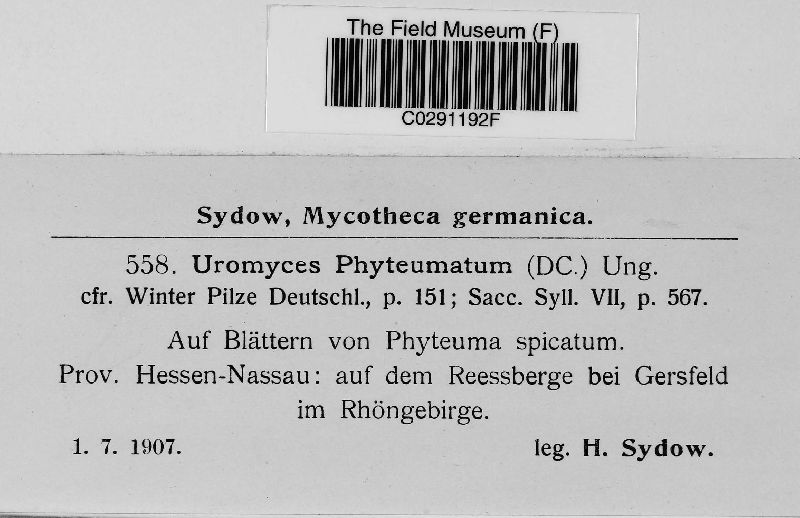 The Field Museum (F)
C0291192F
Sydow, Mycotheca germanica.
558. Uromyces Phyteumatum (DC.) Ung.
cfr. Winter Pilze Deutschl., p. 151; Sacc. Syll. VII, p. 567.
Auf Blättern von Phyteuma spicatum.
Prov. Hessen-Nassau: auf dem Reessberge bei Gersfeld
im Rhöngebirge.
1. 7. 1907. leg. H. Sydow.